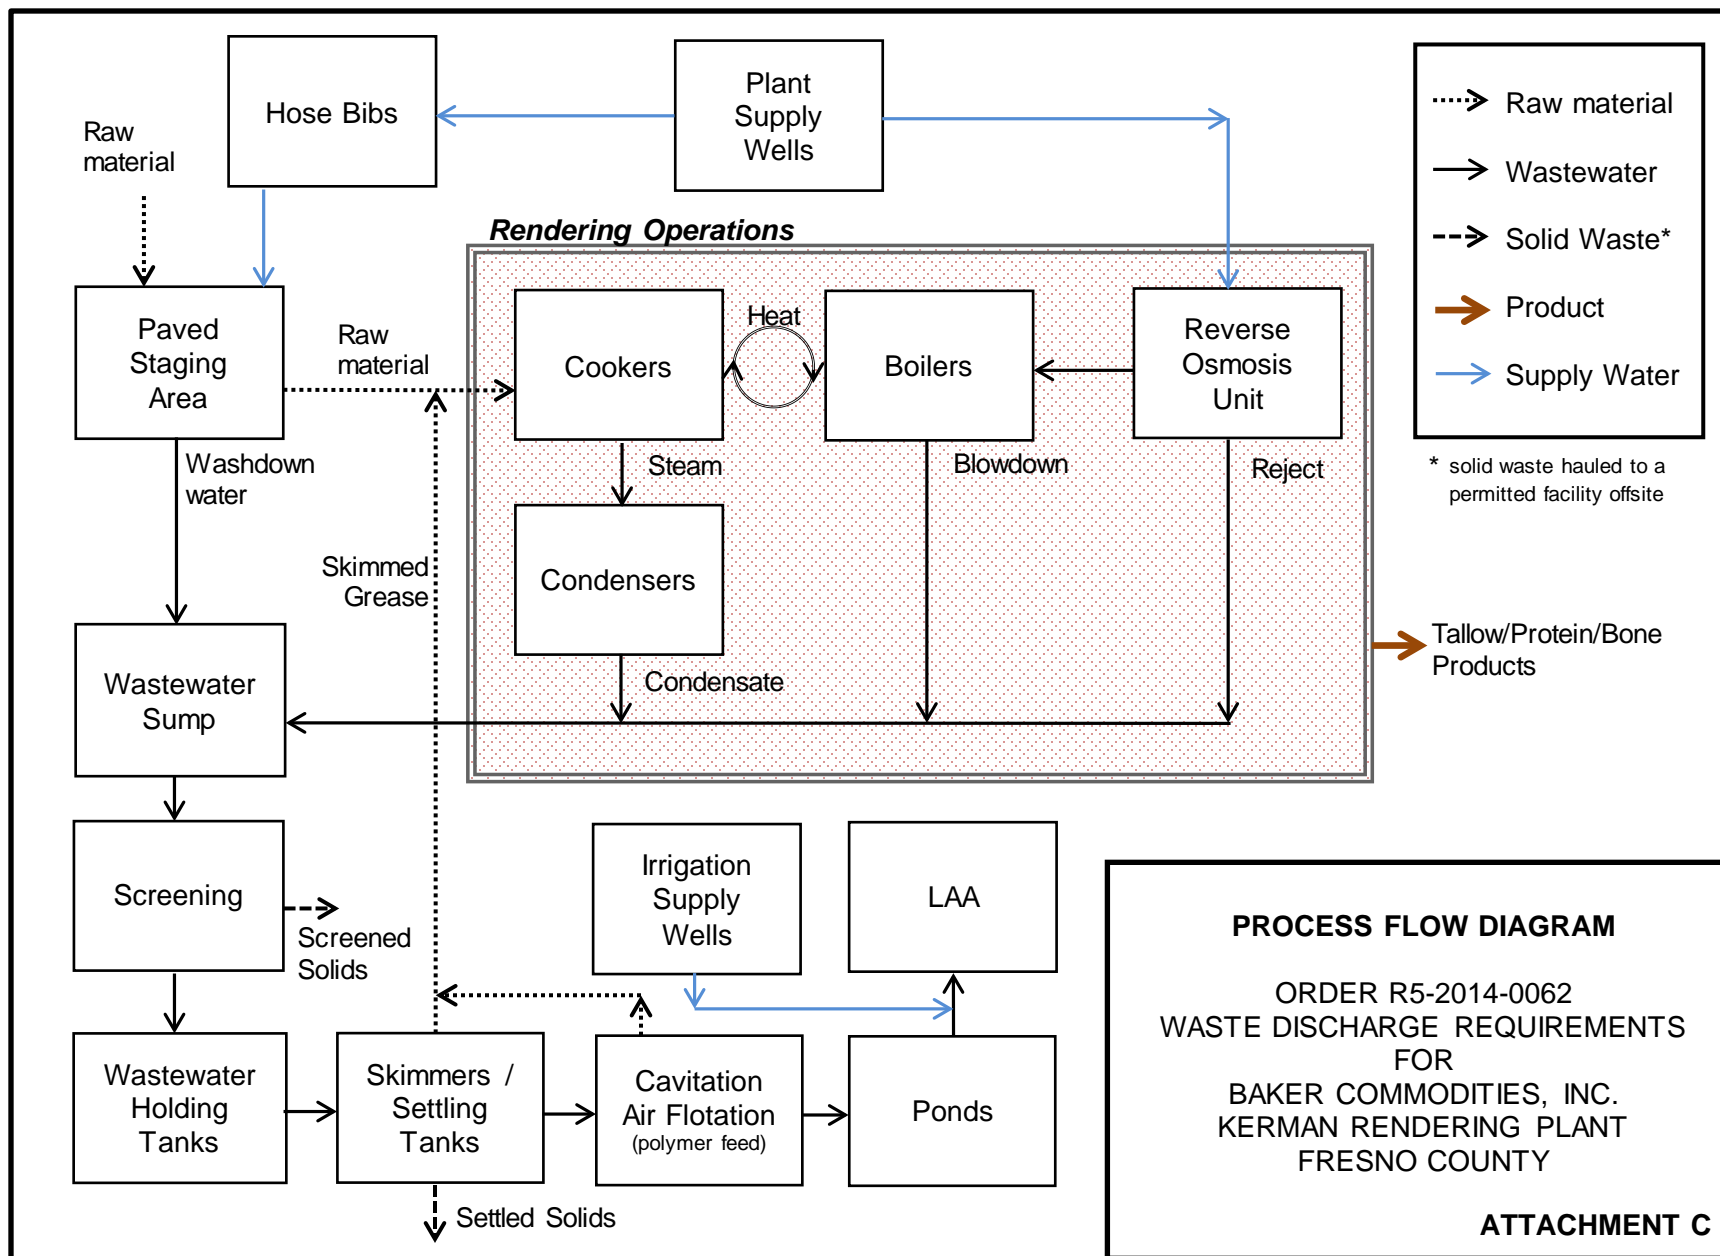 Hose Bibs
Plant
Supply
Wells
Raw
material
Raw material
Wastewater
Solid Waste*
Product
Supply Water
* solid waste hauled to a
permitted facility offsite
Rendering Operations
Paved
Staging
Area
Raw
material
Cookers
Heat
Boilers
Reverse
Osmosis
Unit
Washdown
water
Steam
Blowdown
Reject
Skimmed
Grease
Condensers
Condensate
Tallow/Protein/Bone
Products
Wastewater
Sump
Screening
Screened
Solids
Irrigation
Supply
Wells
LAA
Wastewater
Holding
Tanks
Skimmers /
Settling
Tanks
Cavitation
Air Flotation
(polymer feed)
Ponds
Settled Solids
PROCESS FLOW DIAGRAM
ORDER R5-2014-0062
WASTE DISCHARGE REQUIREMENTS
FOR
BAKER COMMODITIES, INC.
KERMAN RENDERING PLANT
FRESNO COUNTY
ATTACHMENT C